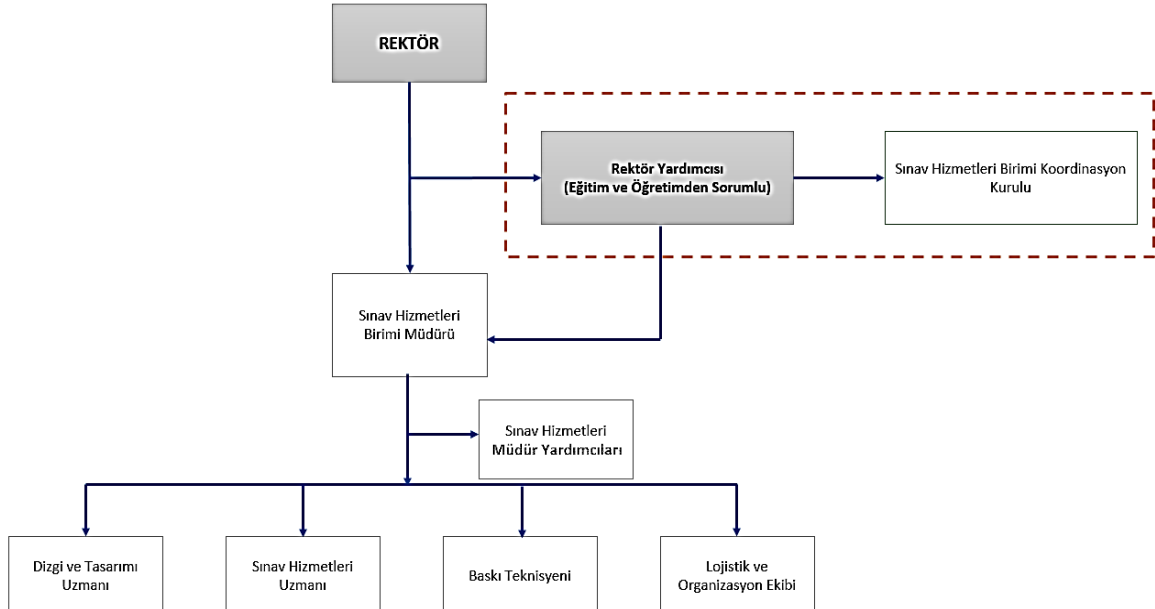 REKTÖR
Rektör Yardımcısı
(Eğitim ve Öğretimden Sorumlu)
Sınav Hizmetleri Birimi Koordinasyon
Kurulu
Sınav Hizmetleri
Birimi Müdürü
Sınav Hizmetleri
Müdür Yardımcıları
Dizgi ve Tasarımı
Uzmanı
Sınav Hizmetleri
Uzmanı
Baskı Teknisyeni
Lojistik ve
Organizasyon Ekibi